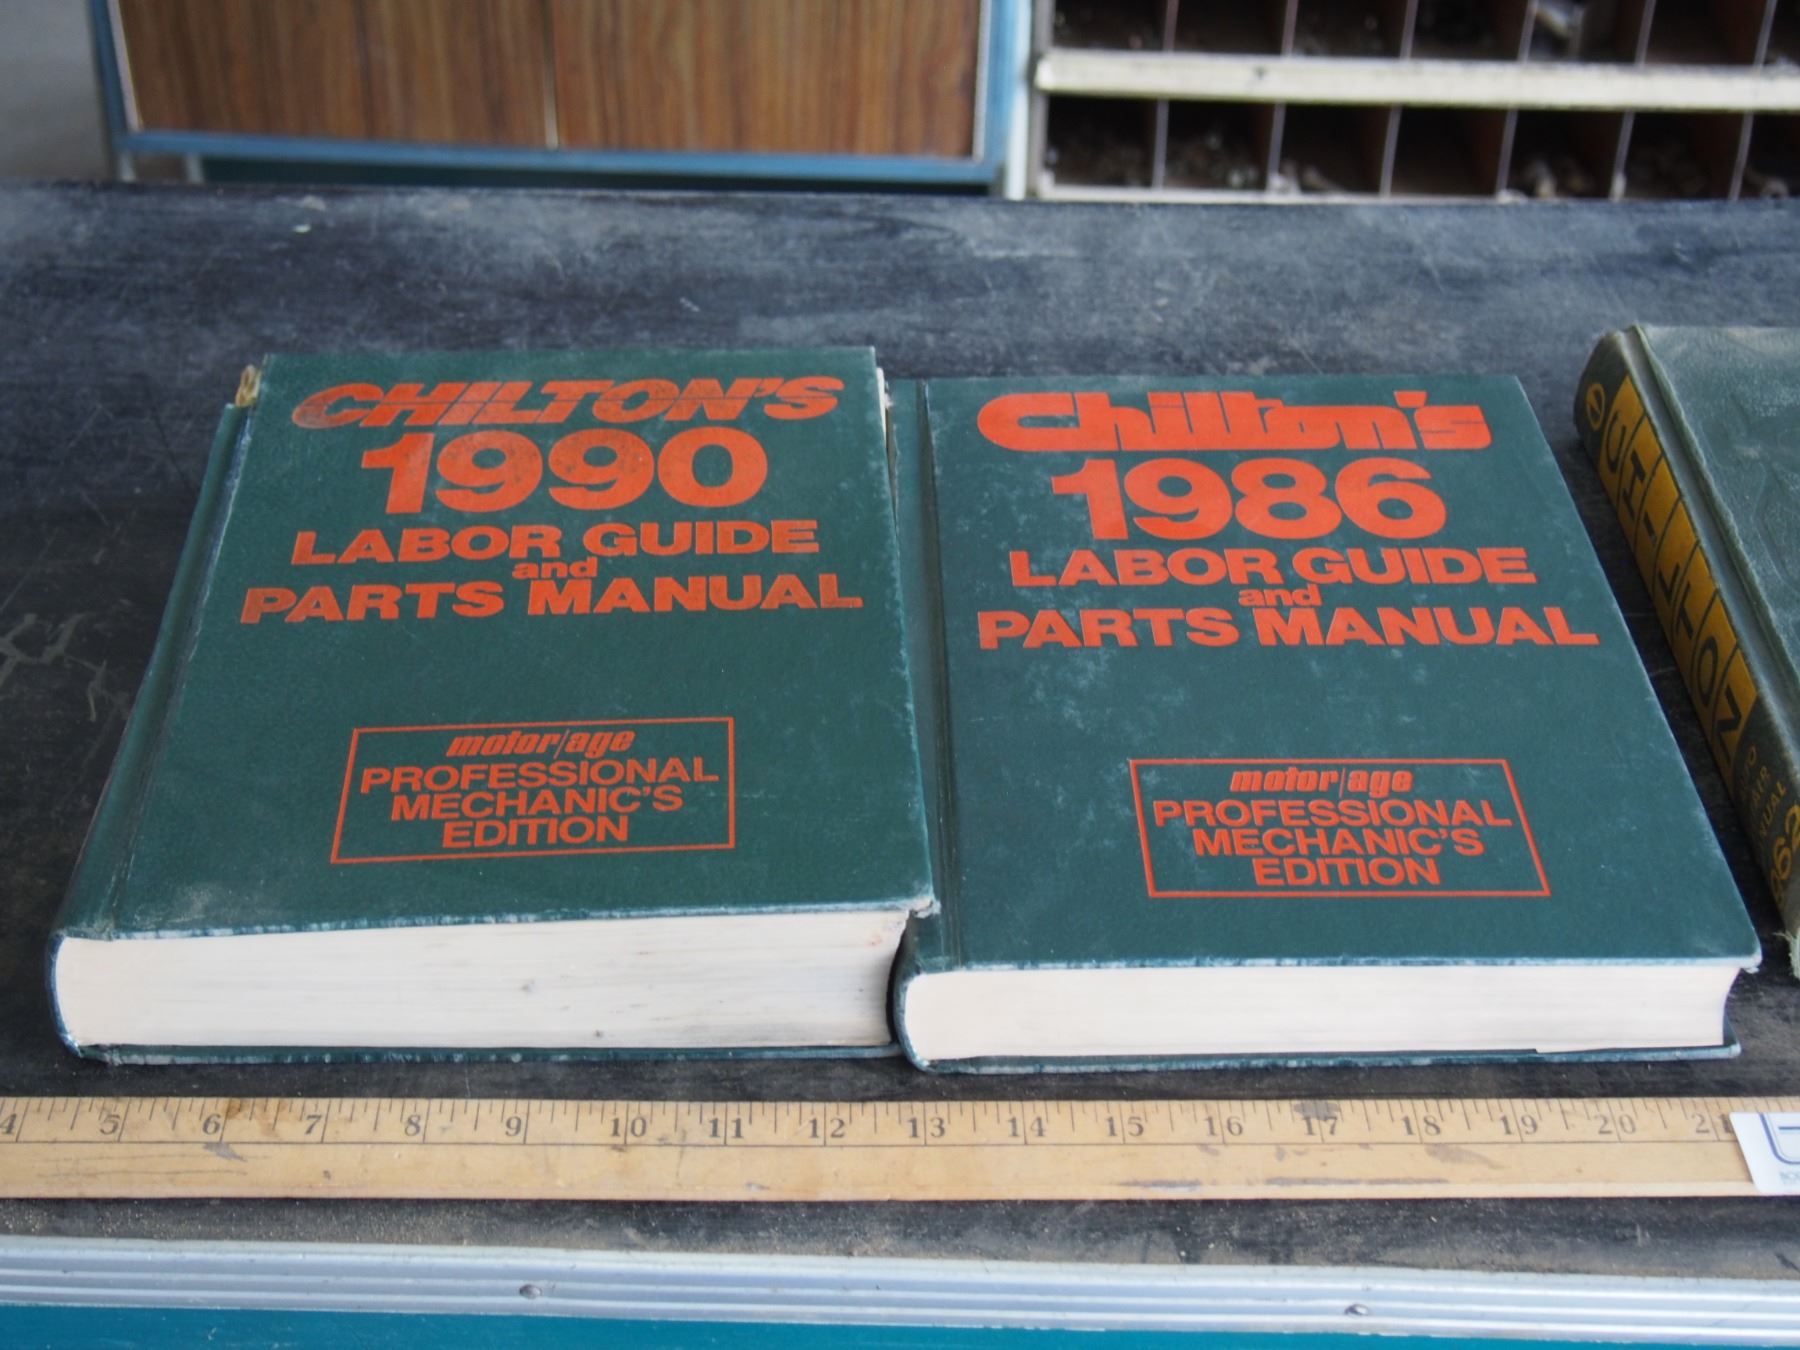 CHILTON'S
1990
LABOR GUIDE
and
PARTS MANUAL
motor/age
PROFESSIONAL
MECHANIC'S
EDITION
Chilton's
1986
LABOR GUIDE
and
PARTS MANUAL
motor/age
PROFESSIONAL
MECHANIC'S
EDITION
4 5 6 7 8 9 10 11 12 13 14 15 16 17 18 19 20 21